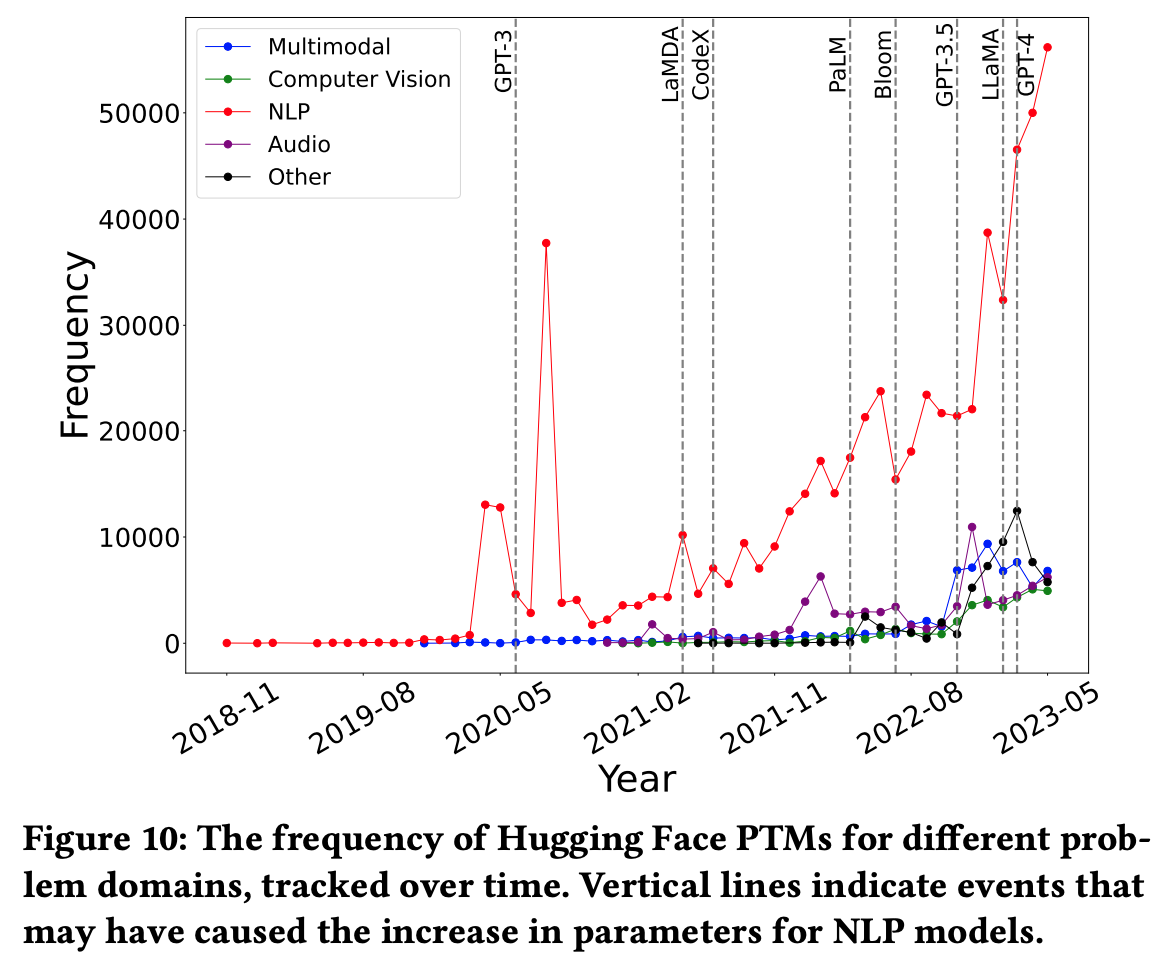 Multimodal
Computer Vision
NLP
Audio
Other
GPT-3
LaMDA
CodeX
PaLM
Bloom
GPT-3.5
LLaMA
GPT-4
50000
40000
30000
20000
10000
0
Frequency
2018-11
2019-08
2020-05
2021-02
2021-11
2022-08
2023-05
Year
Figure 10: The frequency of Hugging Face PTMs for different prob-
lem domains, tracked over time. Vertical lines indicate events that
may have caused the increase in parameters for NLP models.